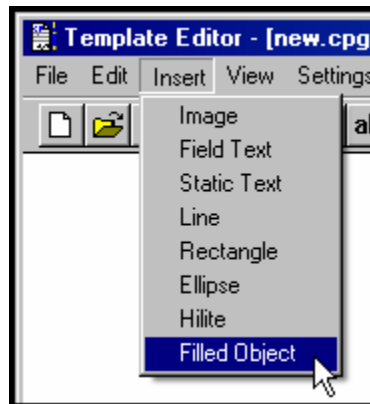 Template Editor - [new.cpg
File Edit Insert View Settings
Image
Field Text
Static Text
Line
Rectangle
Ellipse
Hilite
Filled Object